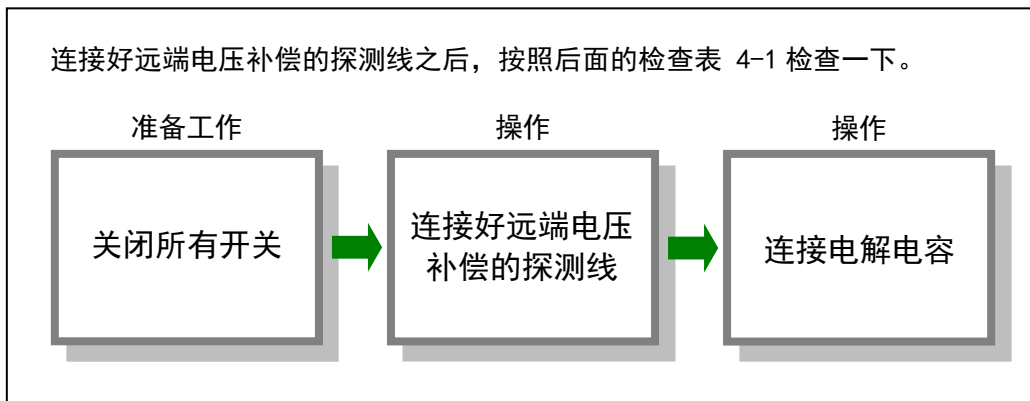 连接好远端电压补偿的探测线之后，按照后面的检查表 4-1 检查一下。
准备工作
操作
操作
关闭所有开关
连接好远端电压
补偿的探测线
连接电解电容